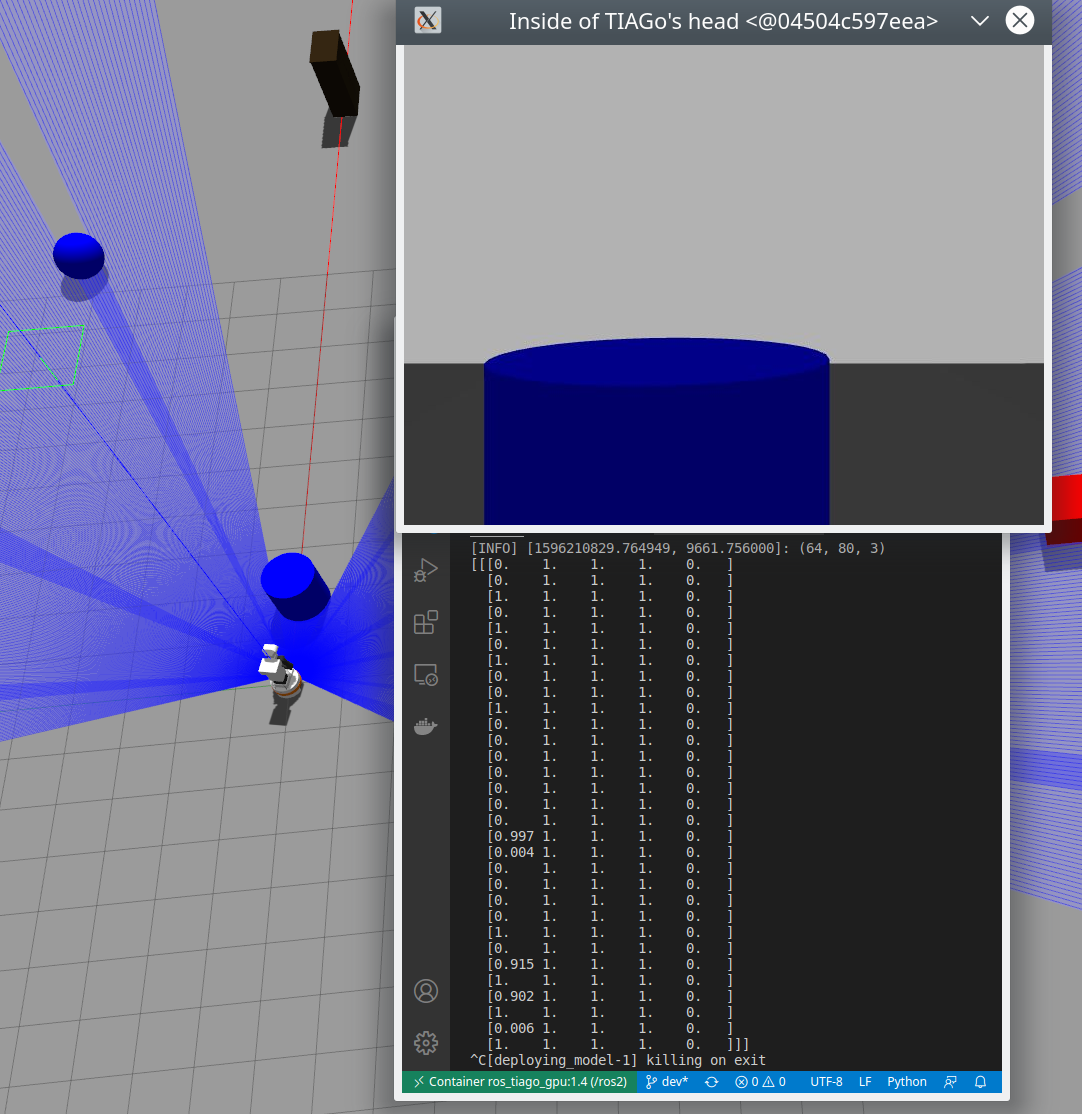 Inside of TIAGo's head <@04504c597eea>
[INFO] [1596210829.764949, 9661.756000]: (64, 80, 3)
[[[0. 1. 1. 1. 0. ]
[0. 1. 1. 1. 0. ]
[1. 1. 1. 1. 0. ]
[0. 1. 1. 1. 0. ]
[1. 1. 1. 1. 0. ]
[0. 1. 1. 1. 0. ]
[1. 1. 1. 1. 0. ]
[0. 1. 1. 1. 0. ]
[0. 1. 1. 1. 0. ]
[1. 1. 1. 1. 0. ]
[0. 1. 1. 1. 0. ]
[0. 1. 1. 1. 0. ]
[0. 1. 1. 1. 0. ]
[0. 1. 1. 1. 0. ]
[0. 1. 1. 1. 0. ]
[0. 1. 1. 1. 0. ]
[0. 1. 1. 1. 0. ]
[0.997 1. 1. 1. 0. ]
[0.004 1. 1. 1. 0. ]
[0. 1. 1. 1. 0. ]
[0. 1. 1. 1. 0. ]
[0. 1. 1. 1. 0. ]
[0. 1. 1. 1. 0. ]
[1. 1. 1. 1. 0. ]
[0. 1. 1. 1. 0. ]
[0.915 1. 1. 1. 0. ]
[1. 1. 1. 1. 0. ]
[0.902 1. 1. 1. 0. ]
[1. 1. 1. 1. 0. ]
[0.006 1. 1. 1. 0. ]
[1. 1. 1. 1. 0. ]]]
^C[deploying_model-1] killing on exit
Container ros_tiago_gpu:1.4 (/ros2) dev* 0 0 UTF-8 LF Python